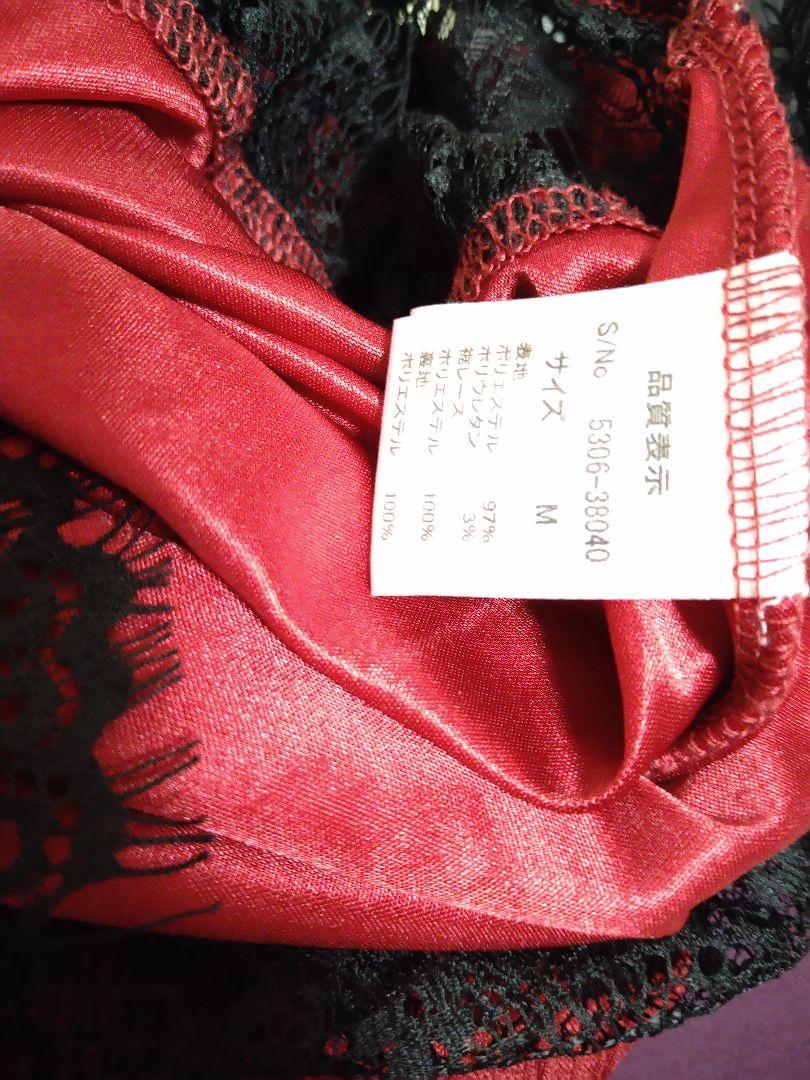 品質表示
S/No 5306-38040
サイズ M
表地
ポリエステル 97%
ポリウレタン 3%
裾レース
ポリエステル 100%
裏地
ポリエステル 100%